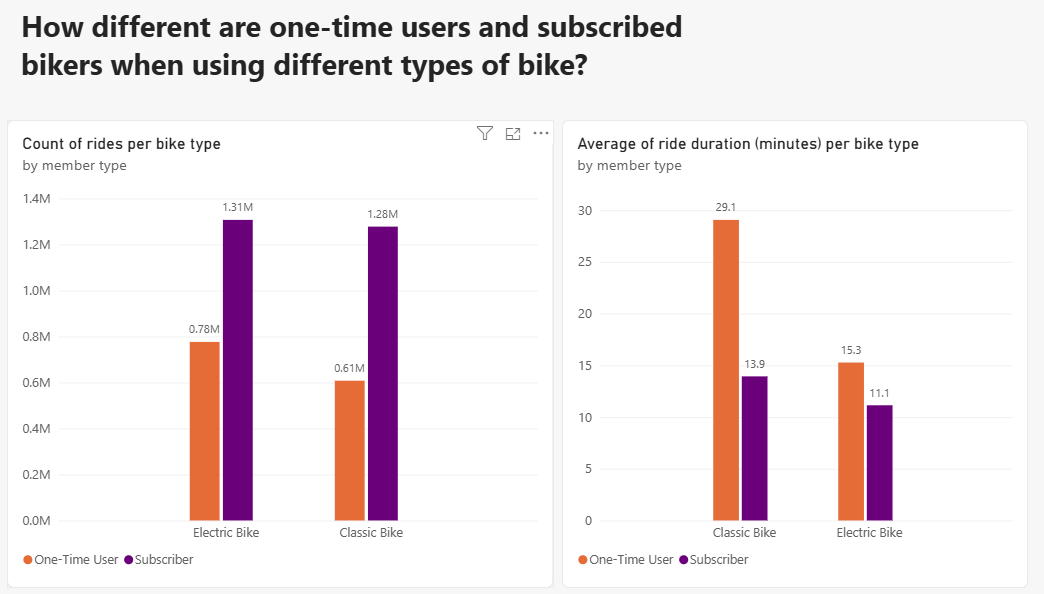 How different are one-time users and subscribed
bikers when using different types of bike?
Count of rides per bike type
by member type
1.4M
1.2M
1.0M
0.8M
0.6M
0.4M
0.2M
0.0M
0.78M
1.31M
0.61M
1.28M
Electric Bike
Classic Bike
One-Time User
Subscriber
Average of ride duration (minutes) per bike type
by member type
30
25
20
15
10
5
0
29.1
13.9
15.3
11.1
Classic Bike
Electric Bike
One-Time User
Subscriber